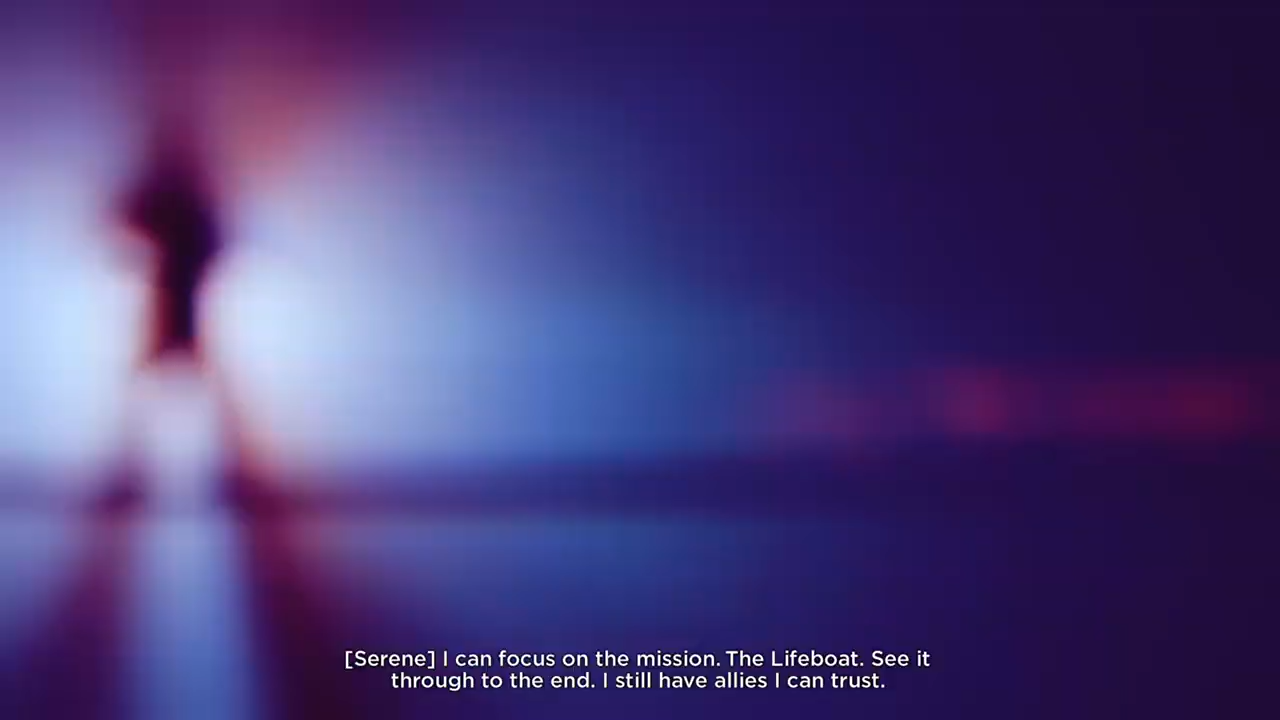 [Serene] I can focus on the mission. The Lifeboat. See it
through to the end. I still have allies I can trust.